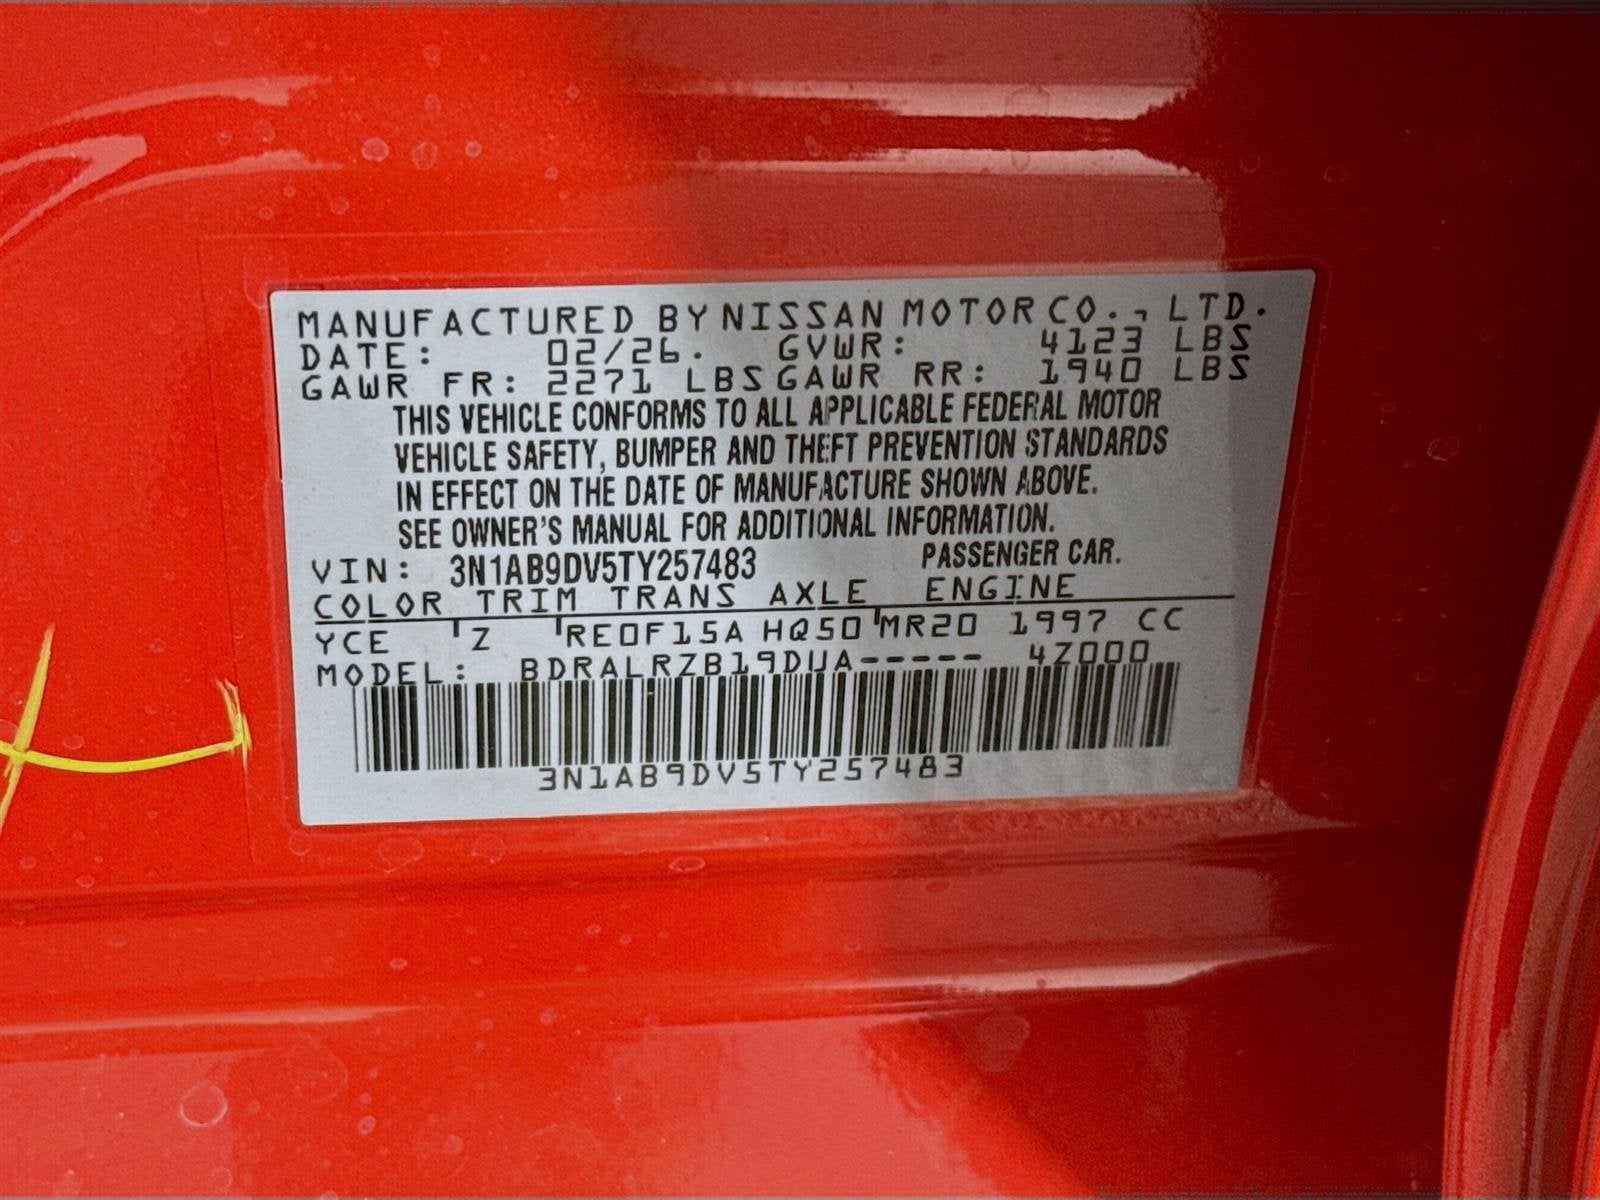 MANUFACTURED BY NISSAN MOTOR CO., LTD.
DATE: 02/26. GVWR: 4123 LBS
GAWR FR: 2271 LBS GAWR RR: 1940 LBS
THIS VEHICLE CONFORMS TO ALL APPLICABLE FEDERAL MOTOR
VEHICLE SAFETY, BUMPER AND THEFT PREVENTION STANDARDS
IN EFFECT ON THE DATE OF MANUFACTURE SHOWN ABOVE.
SEE OWNER'S MANUAL FOR ADDITIONAL INFORMATION.
VIN: 3N1AB9DV5TY257483 PASSENGER CAR.
COLOR TRIM TRANS AXLE ENGINE
YCE Z RE0F15A HQ50 MR20 1997 CC
MODEL: BDRALRZB19DUA----- 4Z000
3N1AB9DV5TY257483